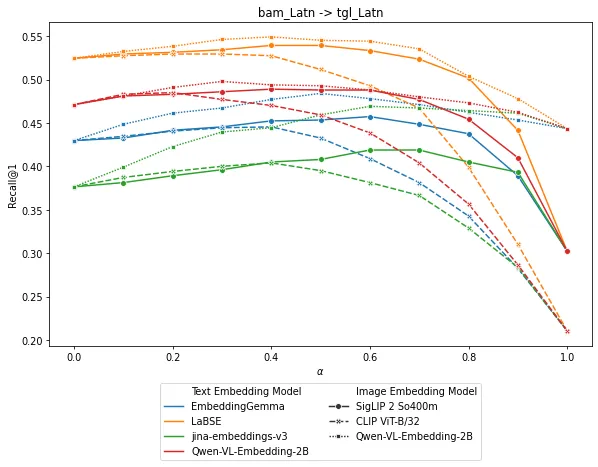 bam_Latn -> tgl_Latn
Recall@1
0.55
0.50
0.45
0.40
0.35
0.30
0.25
0.20
0.0 0.2 0.4 0.6 0.8 1.0
α
Text Embedding Model Image Embedding Model
EmbeddingGemma SigLIP 2 So400m
LaBSE CLIP ViT-B/32
jina-embeddings-v3 Qwen-VL-Embedding-2B
Qwen-VL-Embedding-2B